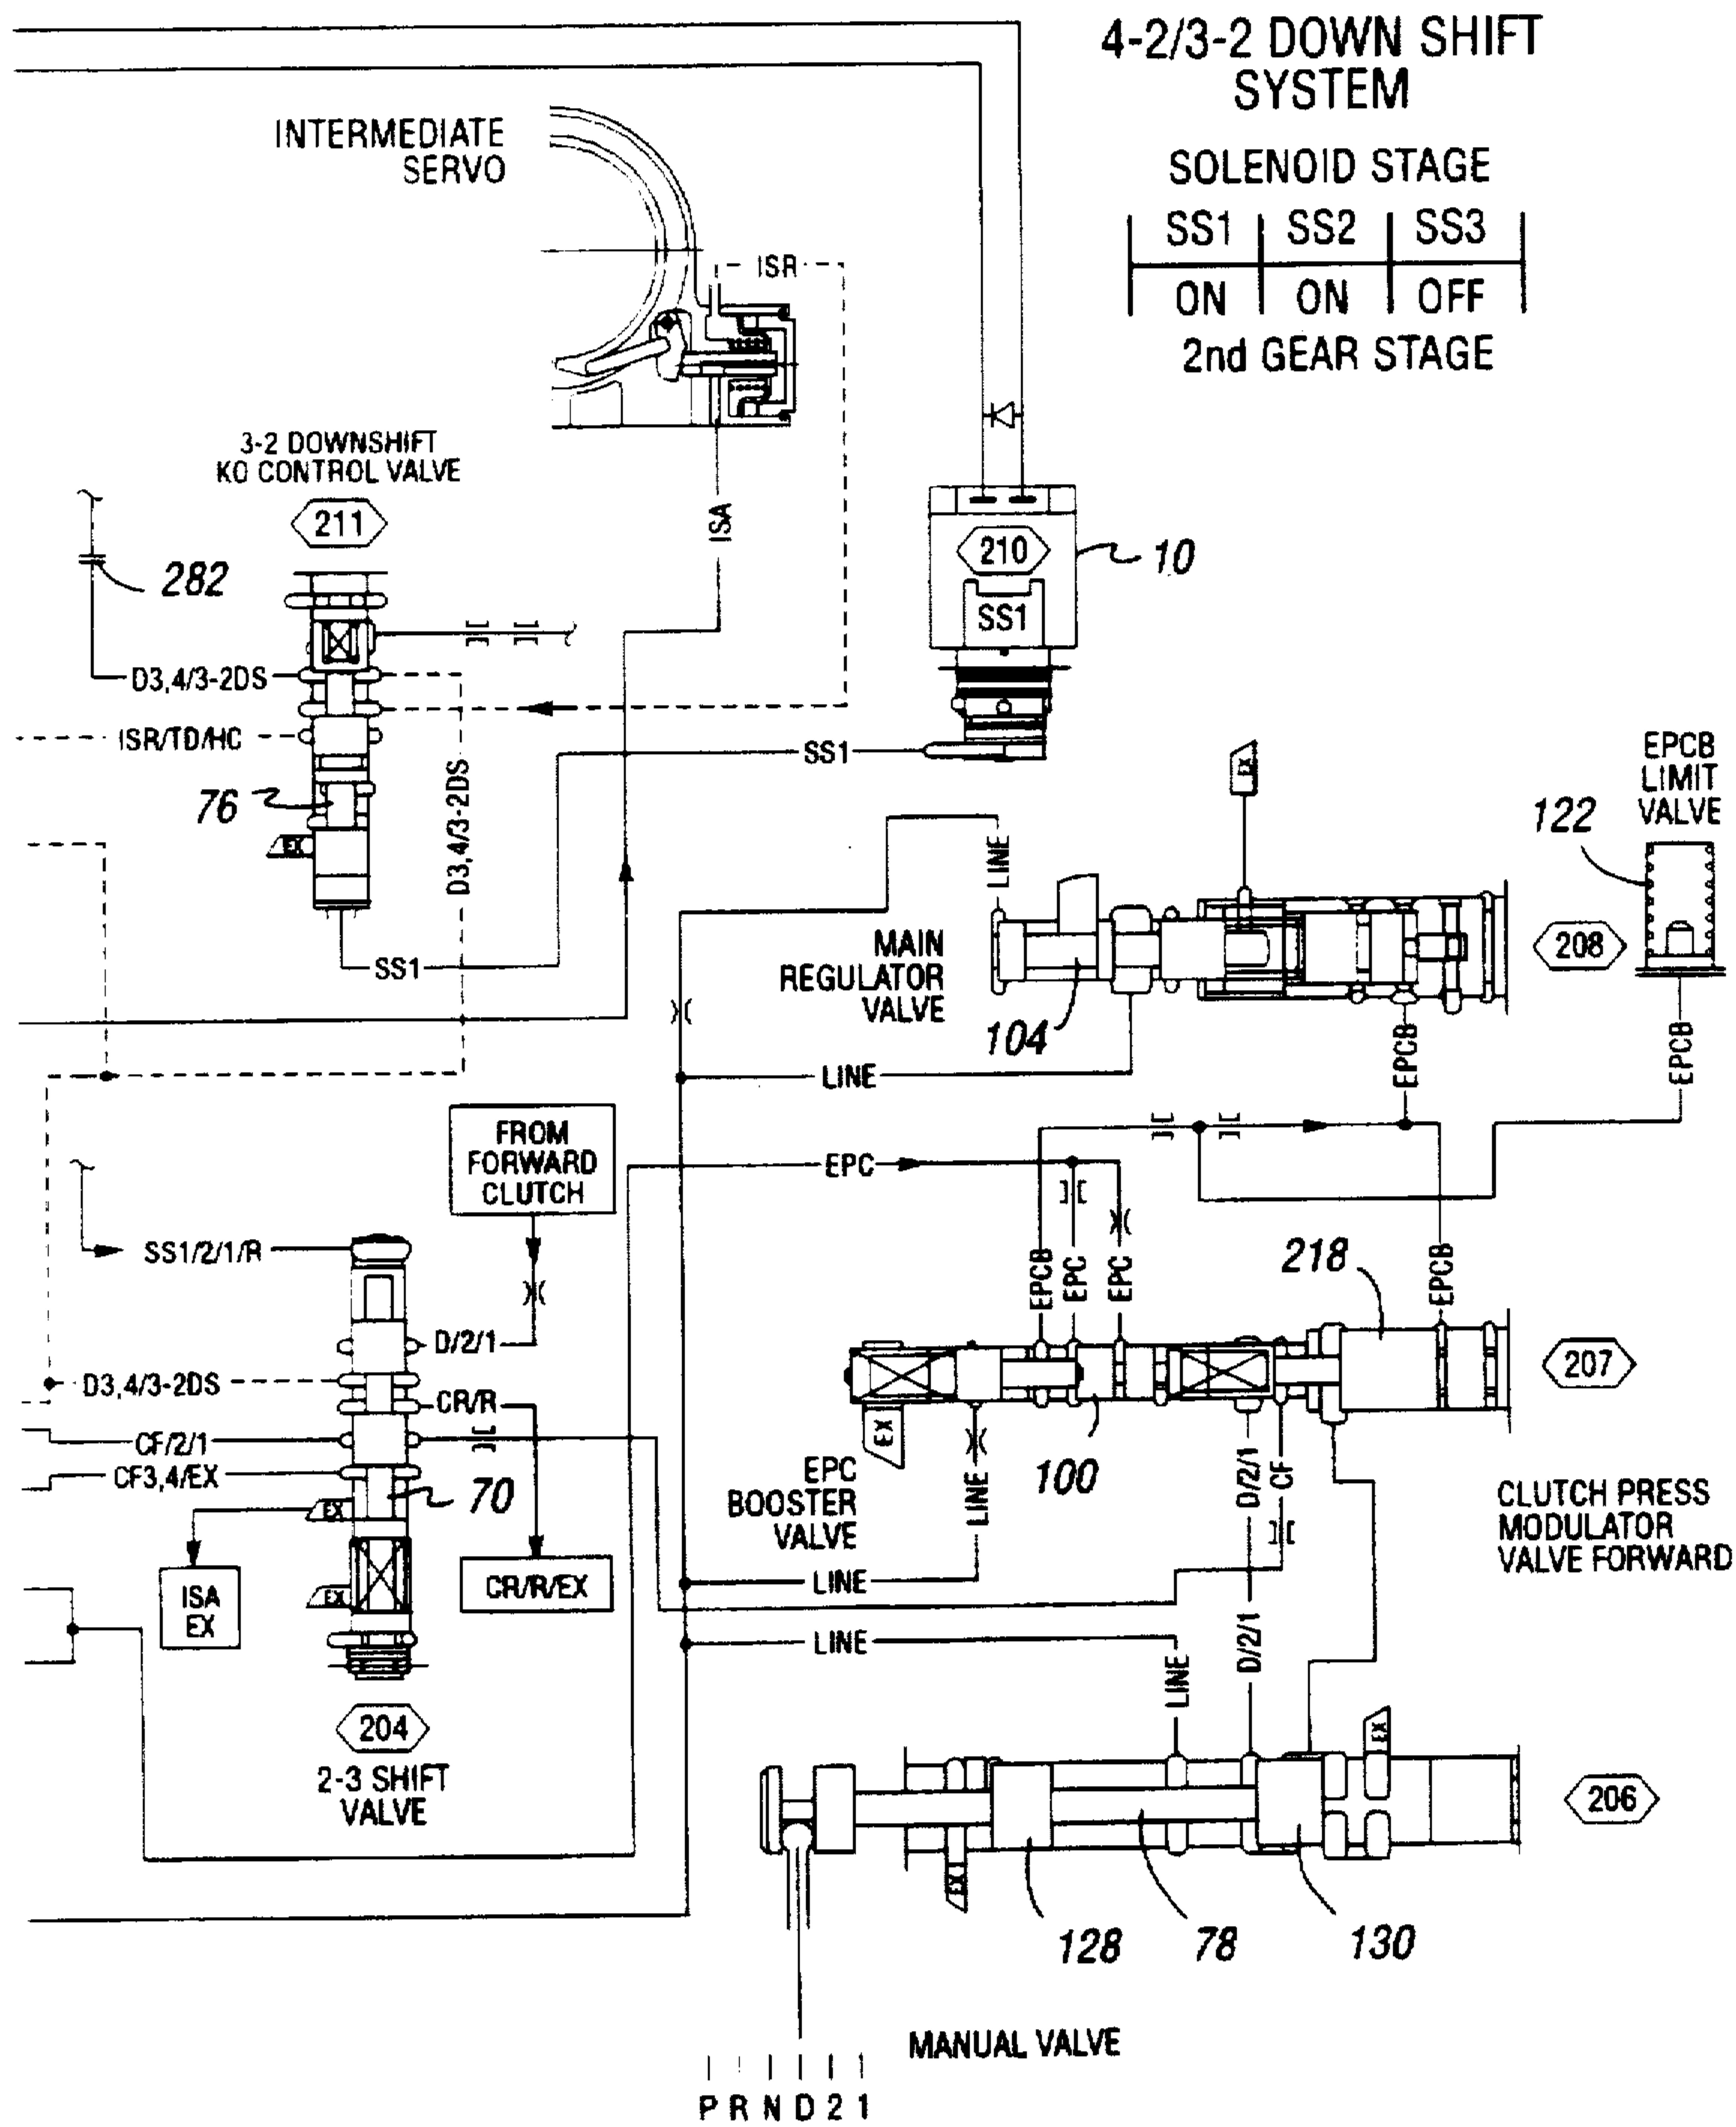 4-2/3-2 DOWN SHIFT
SYSTEM
SOLENOID STAGE
SS1 SS2 SS3
ON ON OFF
2nd GEAR STAGE
INTERMEDIATE
SERVO
ISR
3-2 DOWNSHIFT
KO CONTROL VALVE
211
ISA
210
10
SS1
282
D3,4/3-2DS
ISR/TD/HC
SS1
76
EX
D3,4/3-2DS
SS1
EX
EPCB
LIMIT
VALVE
122
LINE
MAIN
REGULATOR
VALVE
104
208
LINE
EPCB
EPCB
FROM
FORWARD
CLUTCH
EPC
SS1/2/1/R
EPCB
EPC
EPC
218
EPCB
D/2/1
D3,4/3-2DS
CR/R
207
CF/2/1
CF3,4/EX
70
EX
EX
EPC
BOOSTER
VALVE
LINE
100
D/2/1
CF
CLUTCH PRESS
MODULATOR
VALVE FORWARD
ISA
EX
EX
CR/R/EX
LINE
LINE
LINE
D/2/1
204
2-3 SHIFT
VALVE
EX
206
EX
128
78
130
MANUAL VALVE
P R N D 2 1